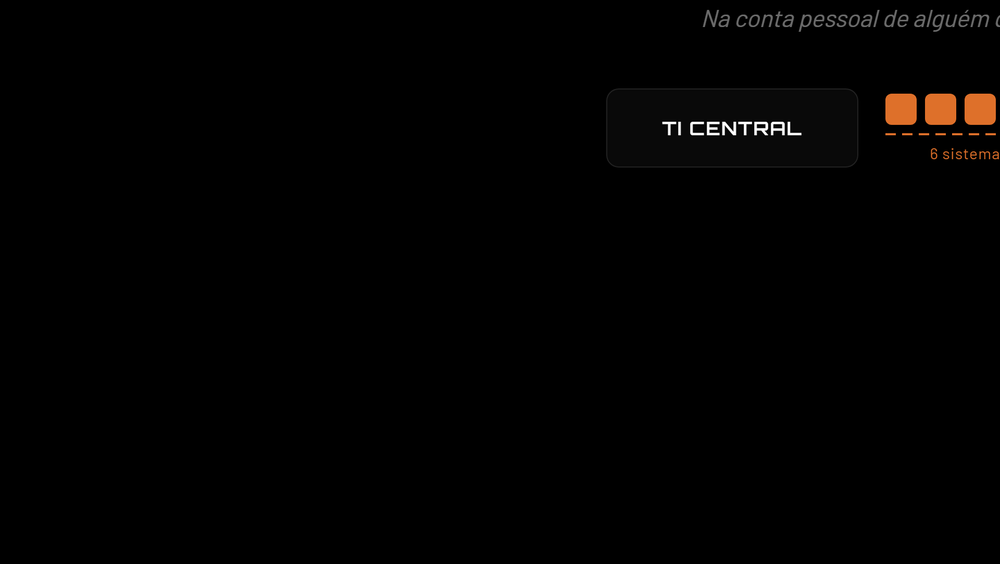 Na conta pessoal de alguém
TI CENTRAL
6 sistema